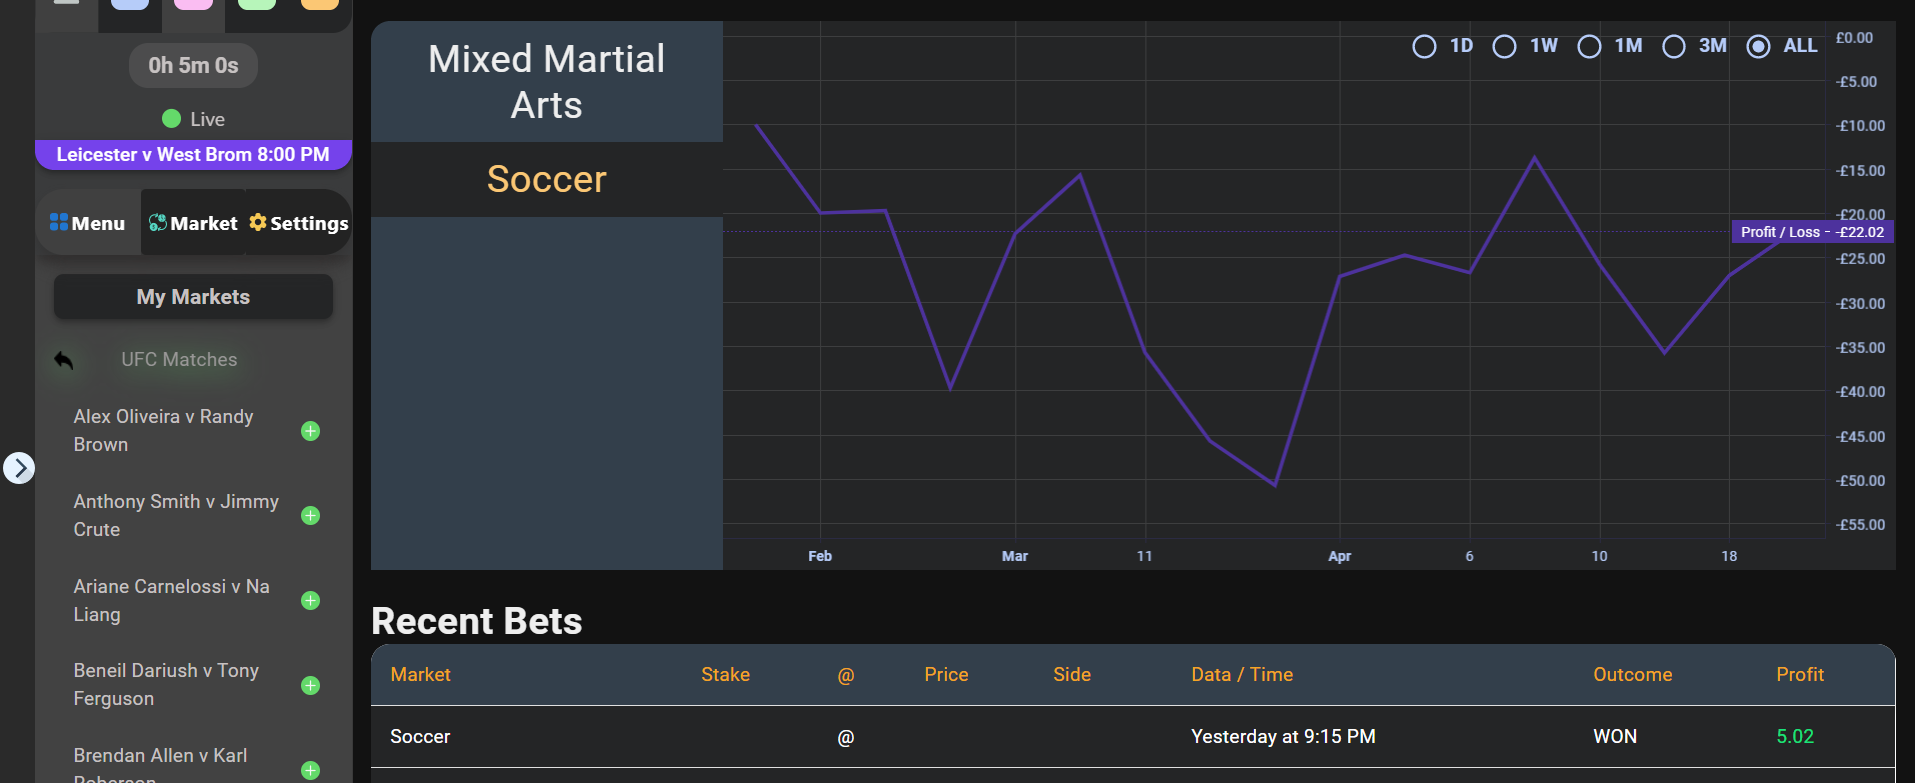 0h 5m 0s
Live
Leicester v West Brom 8:00 PM
Menu Market Settings
My Markets
UFC Matches
Alex Oliveira v Randy
Brown
Anthony Smith v Jimmy
Crute
Ariane Carnelossi v Na
Liang
Beneil Dariush v Tony
Ferguson
Brendan Allen v Karl
Roberson
Mixed Martial
Arts
Soccer
1D 1W 1M 3M ALL
£0.00
-£5.00
-£10.00
-£15.00
-£20.00
Profit / Loss - -£22.02
-£25.00
-£30.00
-£35.00
-£40.00
-£45.00
-£50.00
-£55.00
Feb Mar 11 Apr 6 10 18
Recent Bets
Market Stake @ Price Side Data / Time Outcome Profit
Soccer @ Yesterday at 9:15 PM WON 5.02